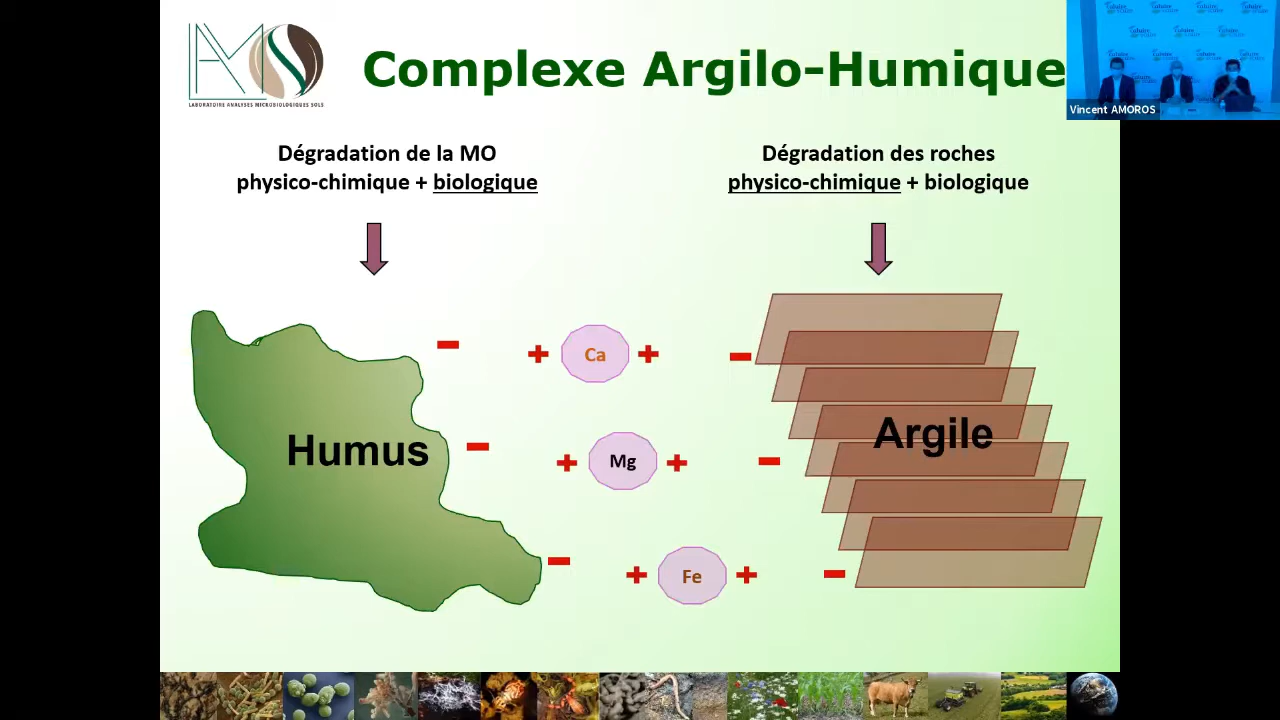 LAMS
LABORATOIRE ANALYSES MICROBIOLOGIQUES SOLS
Complexe Argilo-Humique
Vincent AMOROS
Dégradation de la MO
physico-chimique + biologique
Dégradation des roches
physico-chimique + biologique
- + Ca + -
Humus
Argile
- + Mg + -
- + Fe + -